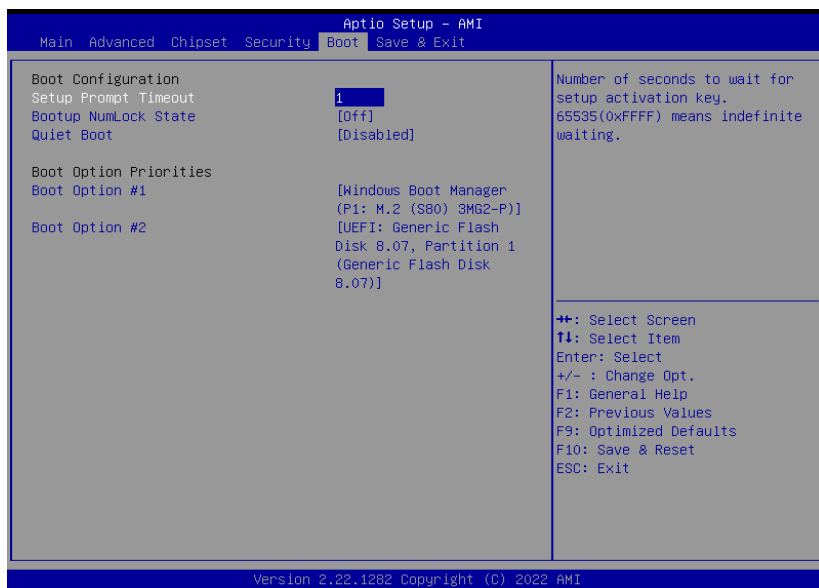 Aptio Setup – AMI
Main Advanced Chipset Security Boot Save & Exit
Boot Configuration
Setup Prompt Timeout 1
Bootup NumLock State [Off]
Quiet Boot [Disabled]
Boot Option Priorities
Boot Option #1 [Windows Boot Manager
(P1: M.2 (S80) 3MG2-P)]
Boot Option #2 [UEFI: Generic Flash
Disk 8.07, Partition 1
(Generic Flash Disk
8.07)]
Number of seconds to wait for
setup activation key.
65535(0xFFFF) means indefinite
waiting.
→←: Select Screen
↑↓: Select Item
Enter: Select
+/- : Change Opt.
F1: General Help
F2: Previous Values
F9: Optimized Defaults
F10: Save & Reset
ESC: Exit
Version 2.22.1282 Copyright (C) 2022 AMI